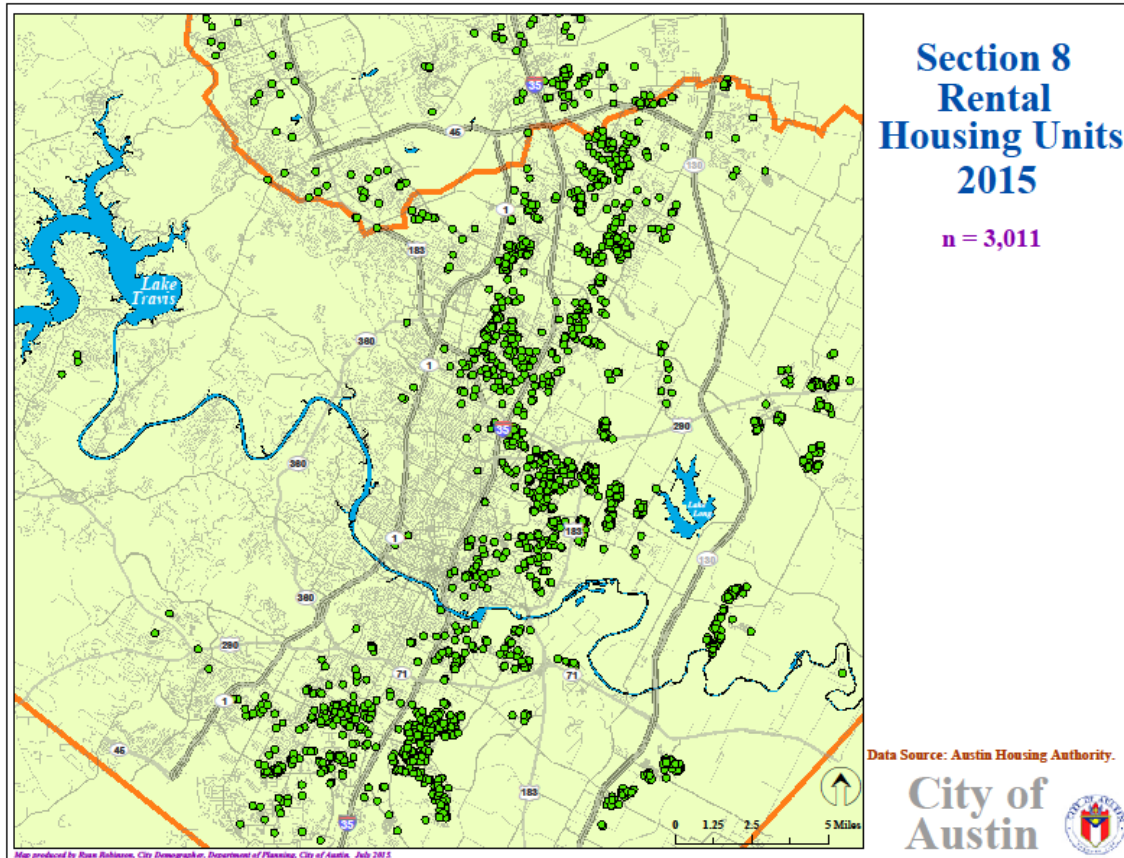 Section 8
Rental
Housing Units
2015
n = 3,011
35
45
130
1
183
Lake
Travis
360
1
290
35
360
Lake
Long
183
1
130
360
290
71
71
1
45
183
35
0 1.25 2.5 5 Miles
Data Source: Austin Housing Authority.
City of
Austin
Map produced by Ryan Robinson, City Demographer, Department of Planning, City of Austin. July 2015.